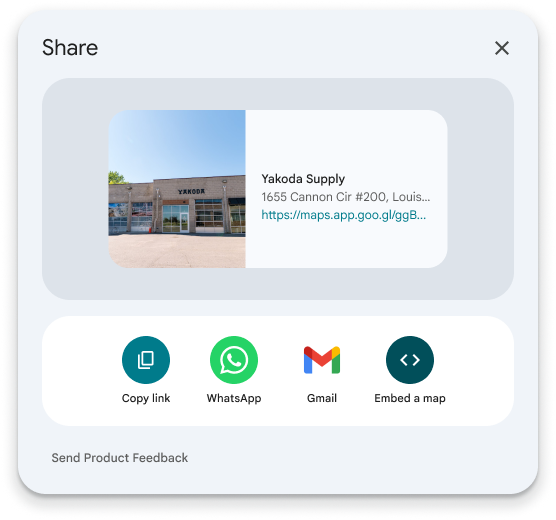 Share
YAKODA
Yakoda Supply
1655 Cannon Cir #200, Louis...
https://maps.app.goo.gl/ggB...
Copy link
WhatsApp
Gmail
Embed a map
Send Product Feedback